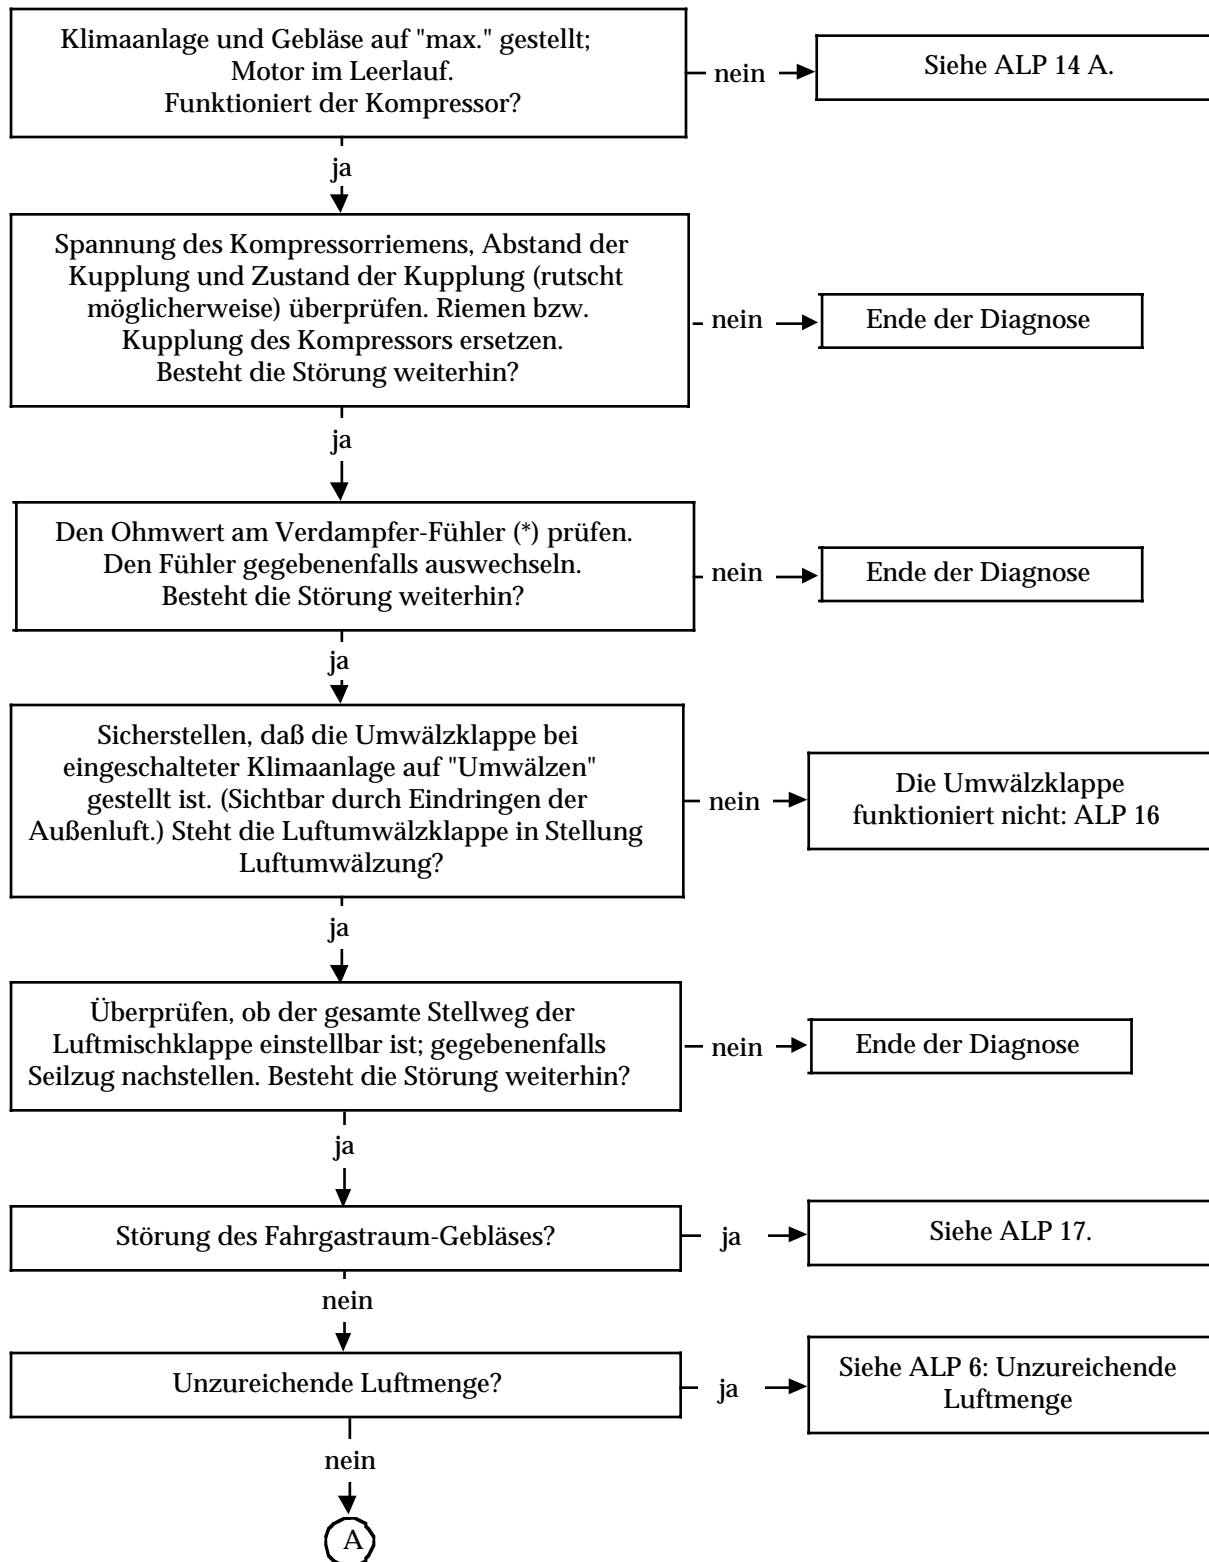 Klimaanlage und Gebläse auf "max." gestellt;
Motor im Leerlauf.
Funktioniert der Kompressor?
nein
Siehe ALP 14 A.
ja
Spannung des Kompressorriemens, Abstand der
Kupplung und Zustand der Kupplung (rutscht
möglicherweise) überprüfen. Riemen bzw.
Kupplung des Kompressors ersetzen.
Besteht die Störung weiterhin?
nein
Ende der Diagnose
ja
Den Ohmwert am Verdampfer-Fühler (*) prüfen.
Den Fühler gegebenenfalls auswechseln.
Besteht die Störung weiterhin?
nein
Ende der Diagnose
ja
Sicherstellen, daß die Umwälzklappe bei
eingeschalteter Klimaanlage auf "Umwälzen"
gestellt ist. (Sichtbar durch Eindringen der
Außenluft.) Steht die Luftumwälzklappe in Stellung
Luftumwälzung?
nein
Die Umwälzklappe
funktioniert nicht: ALP 16
ja
Überprüfen, ob der gesamte Stellweg der
Luftmischklappe einstellbar ist; gegebenenfalls
Seilzug nachstellen. Besteht die Störung weiterhin?
nein
Ende der Diagnose
ja
Störung des Fahrgastraum-Gebläses?
ja
Siehe ALP 17.
nein
Unzureichende Luftmenge?
ja
Siehe ALP 6: Unzureichende
Luftmenge
nein
A